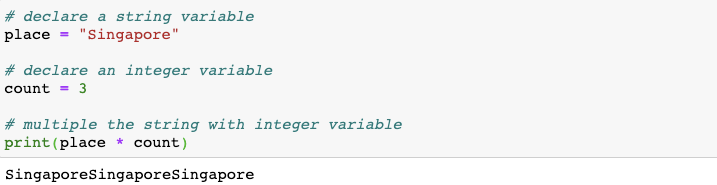 # declare a string variable
place = "Singapore"
# declare an integer variable
count = 3
# multiple the string with integer variable
print(place * count)
SingaporeSingaporeSingapore